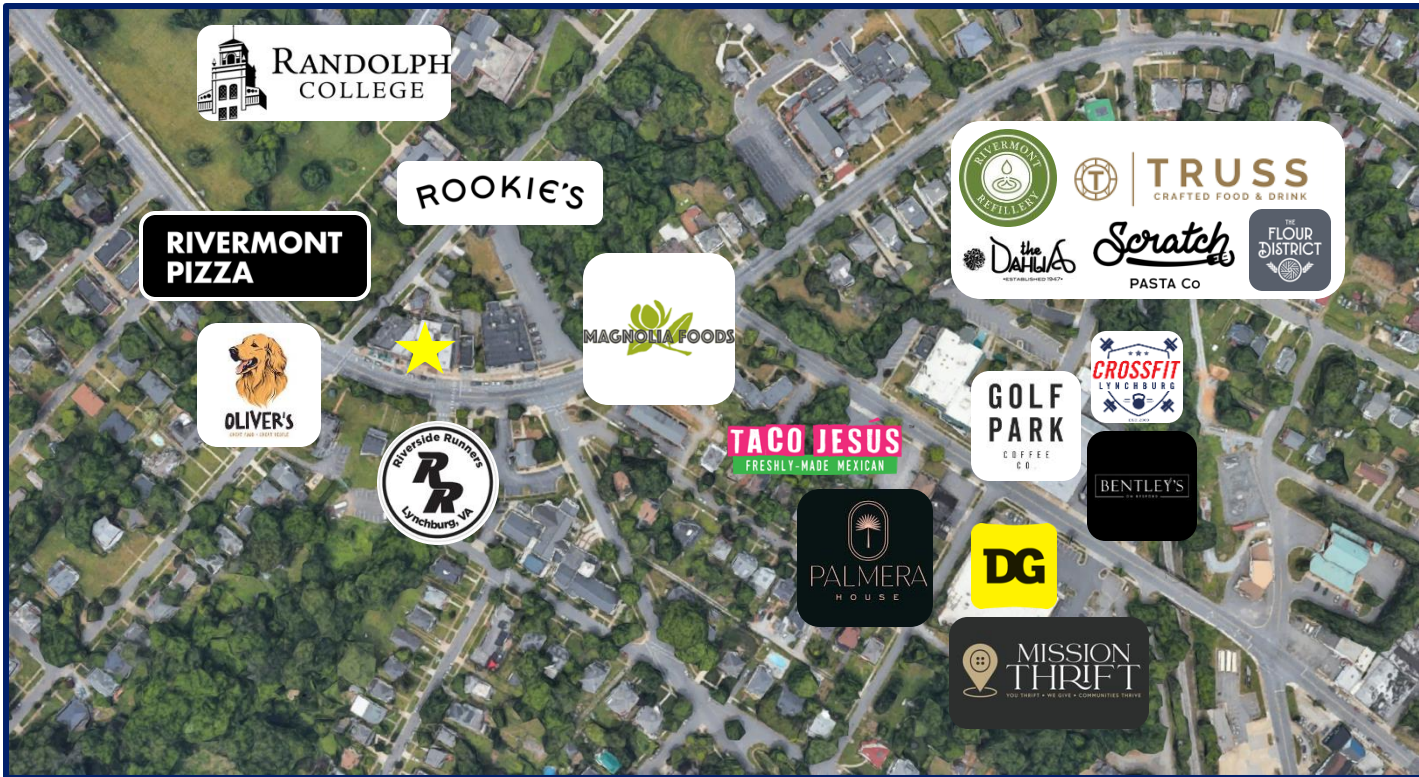 RANDOLPH
COLLEGE
ROOKIE'S
RIVERMONT
PIZZA
OLIVER'S
Riverside Runners
RR
Lynchburg, VA
MAGNOLIA FOODS
RIVERMONT
REFILLERY
T
TRUSS
CRAFTED FOOD & DRINK
the
DAHLIA
•ESTABLISHED 1947•
Scratch
PASTA Co
THE
FLOUR
DISTRICT
TACO JESÚS
FRESHLY-MADE MEXICAN
PALMERA
HOUSE
GOLF
PARK
COFFEE
CO.
CROSSFIT
LYNCHBURG
BENTLEY'S
DG
MISSION
THRIFT
YOU THRIFT • WE GIVE • COMMUNITIES THRIVE